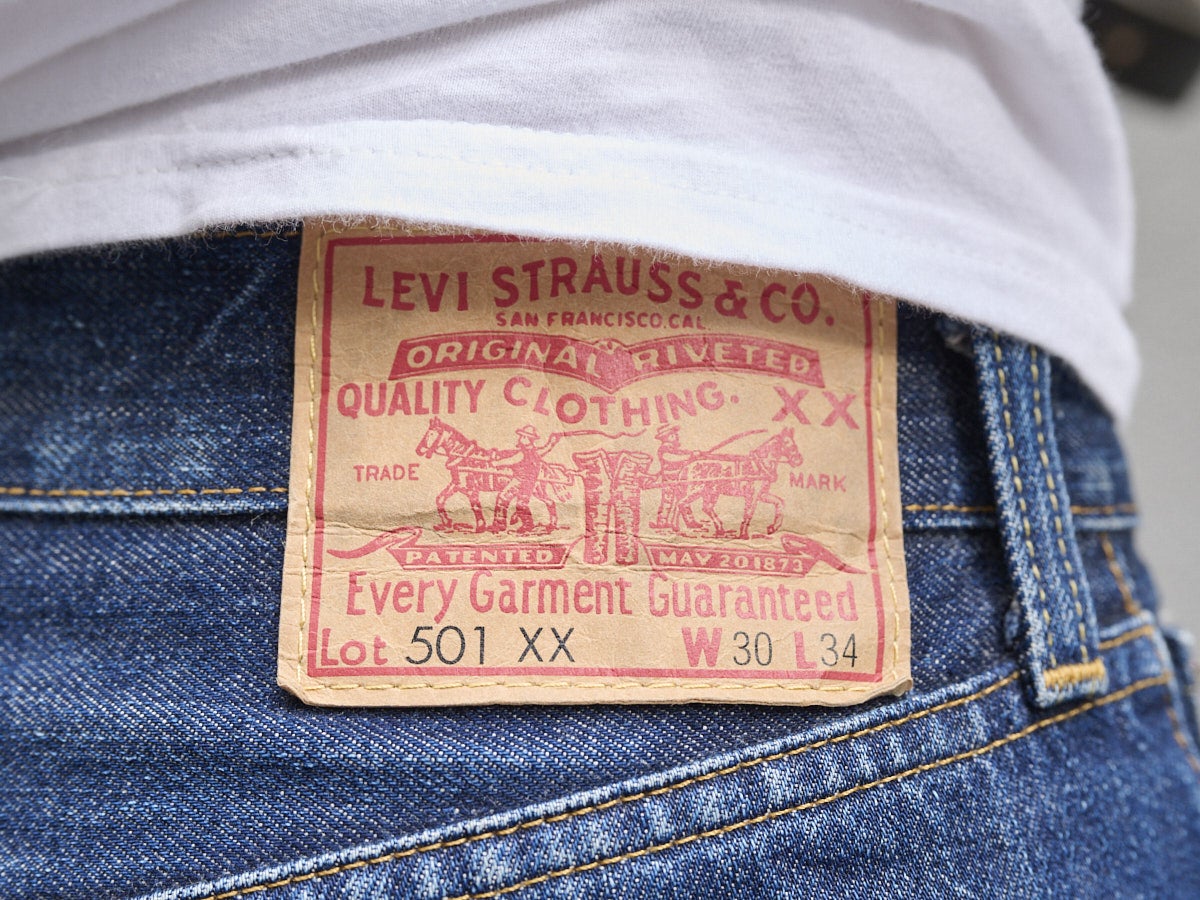 LEVI STRAUSS & CO.
SAN FRANCISCO, CAL.
ORIGINAL RIVETED
QUALITY CLOTHING. XX
TRADE MARK
PATENTED MAY 20 1873
Every Garment Guaranteed
Lot 501 XX W 30 L 34